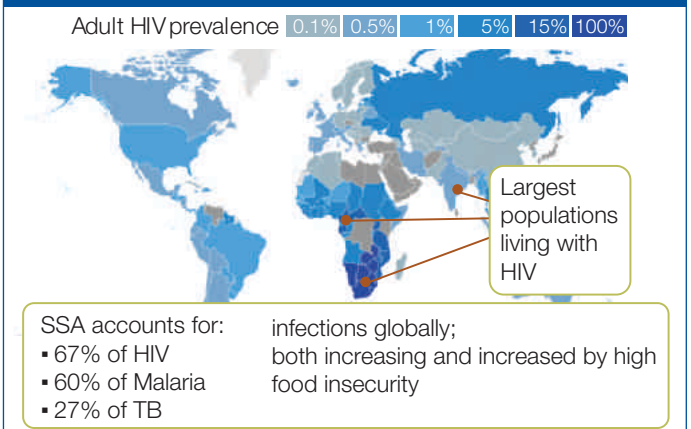 Adult HIV prevalence 0.1% 0.5% 1% 5% 15% 100%
Largest
populations
living with
HIV
SSA accounts for:
▪ 67% of HIV
▪ 60% of Malaria
▪ 27% of TB
infections globally;
both increasing and increased by high
food insecurity